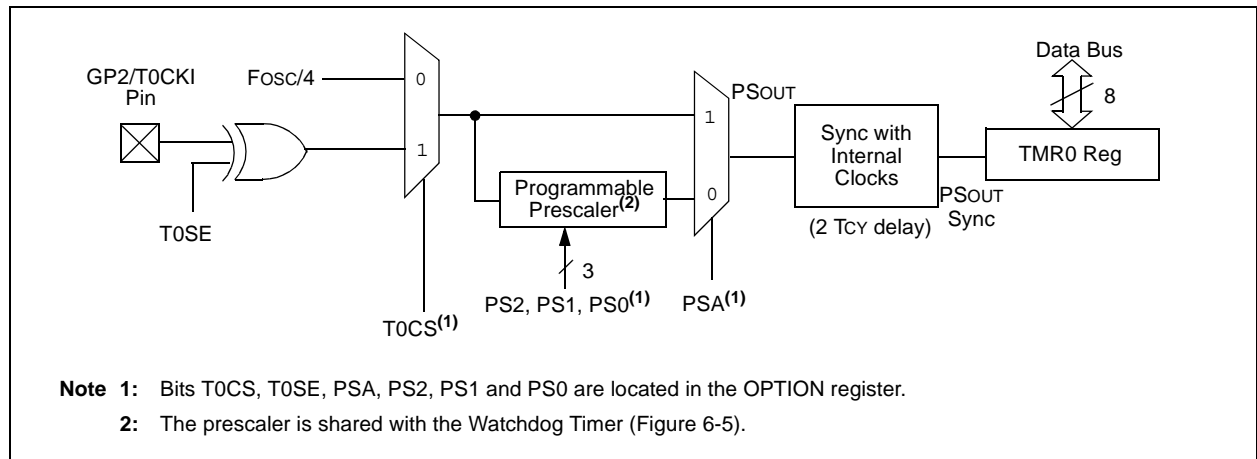 GP2/T0CKI
Pin
FOSC/4
T0SE
0
1
T0CS(1)
Programmable
Prescaler(2)
3
PS2, PS1, PS0(1)
PSOUT
1
0
PSA(1)
Sync with
Internal
Clocks
(2 TCY delay)
PSOUT
Sync
Data Bus
8
TMR0 Reg
Note 1: Bits T0CS, T0SE, PSA, PS2, PS1 and PS0 are located in the OPTION register.
2: The prescaler is shared with the Watchdog Timer (Figure 6-5).